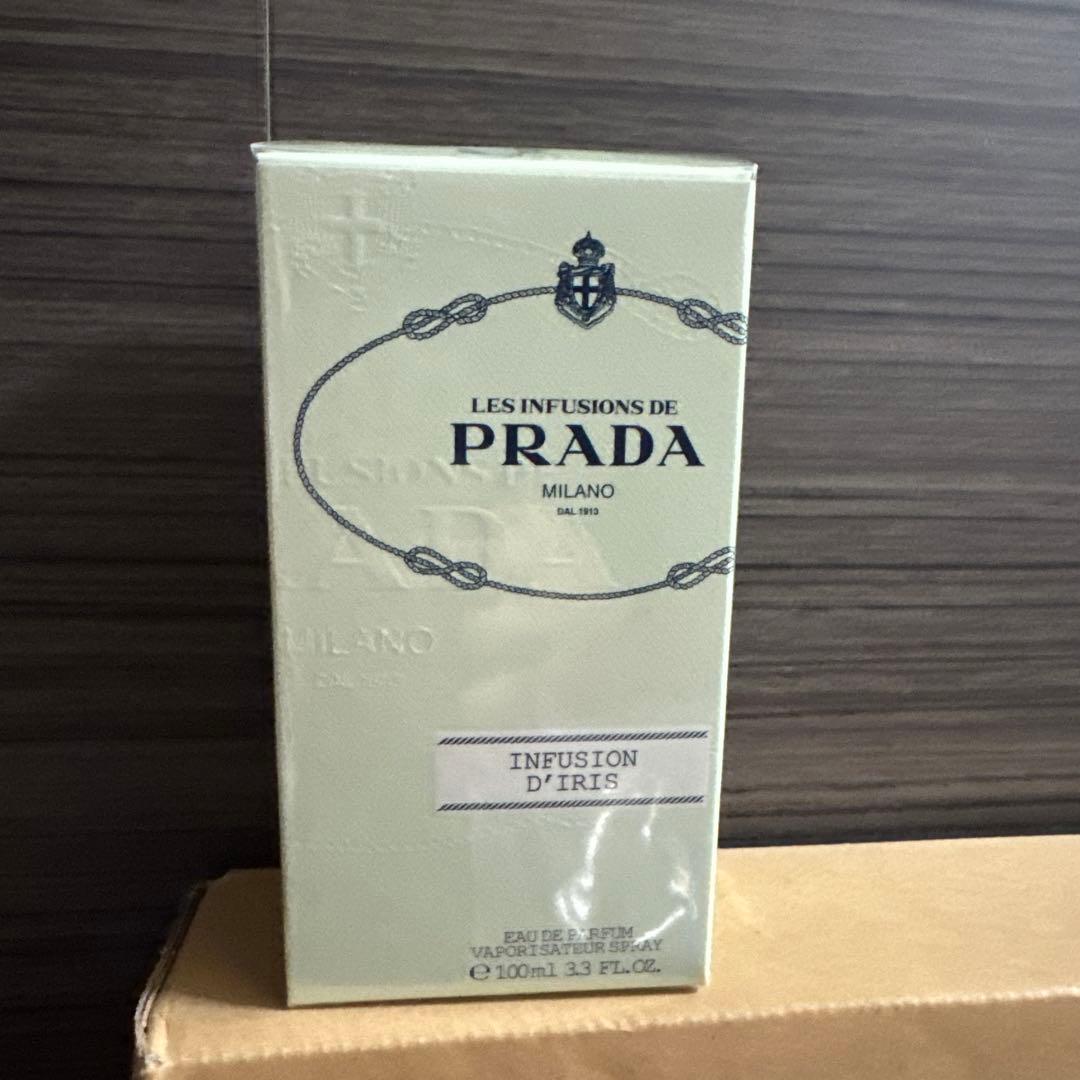 LES INFUSIONS DE
PRADA
MILANO
DAL 1913
INFUSION
D'IRIS
EAU DE PARFUM
VAPORISATEUR SPRAY
℮ 100ml 3.3 FL.OZ.
MILANO